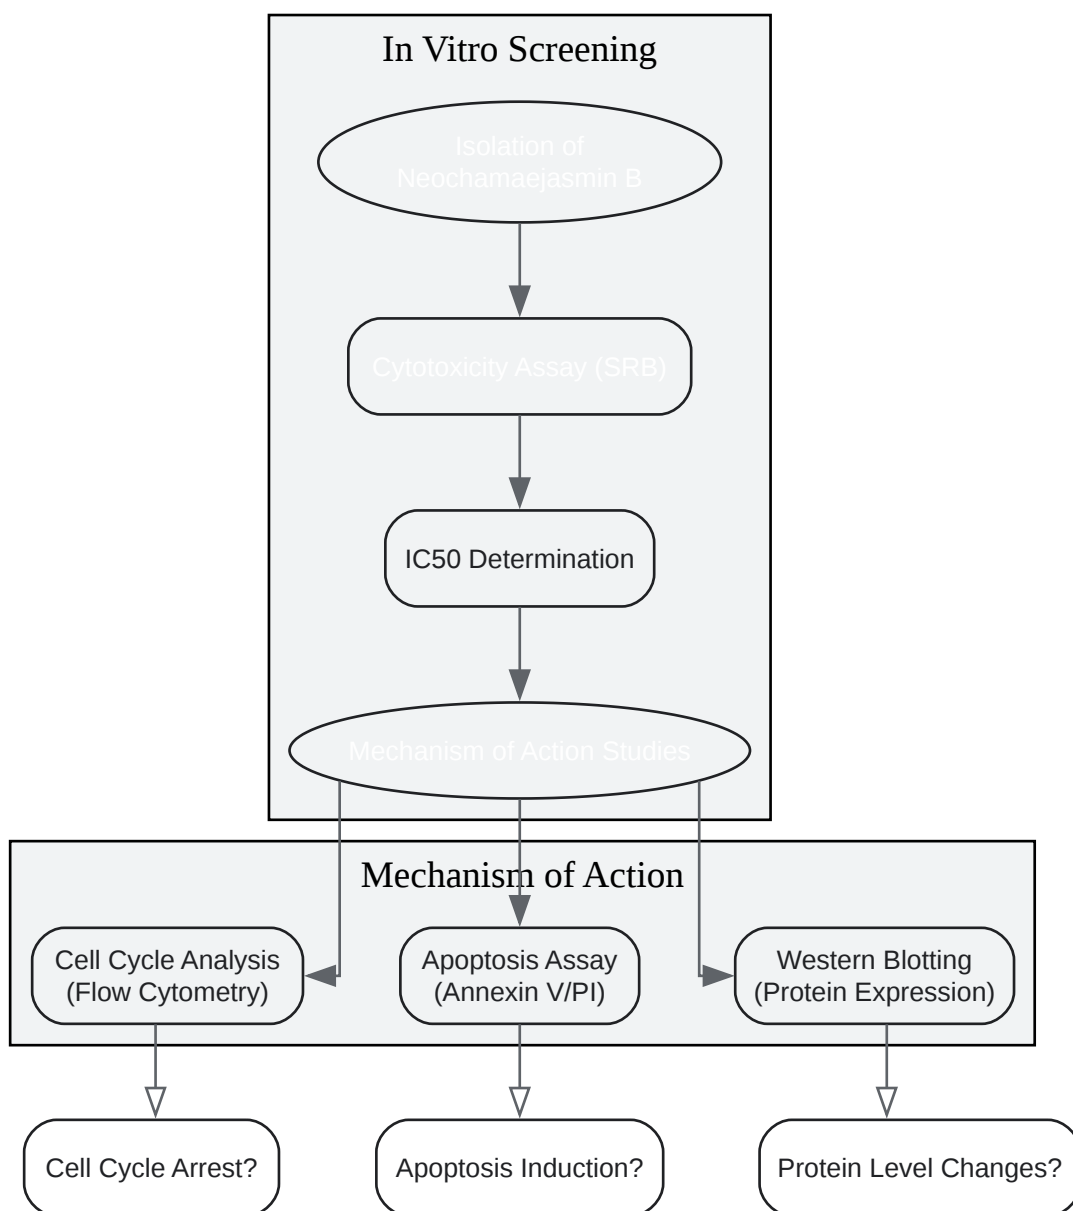 In Vitro Screening
Isolation of
Neochamaejasmin B
Cytotoxicity Assay (SRB)
IC50 Determination
Mechanism of Action Studies
Mechanism of Action
Cell Cycle Analysis
(Flow Cytometry)
Apoptosis Assay
(Annexin V/PI)
Western Blotting
(Protein Expression)
Cell Cycle Arrest?
Apoptosis Induction?
Protein Level Changes?